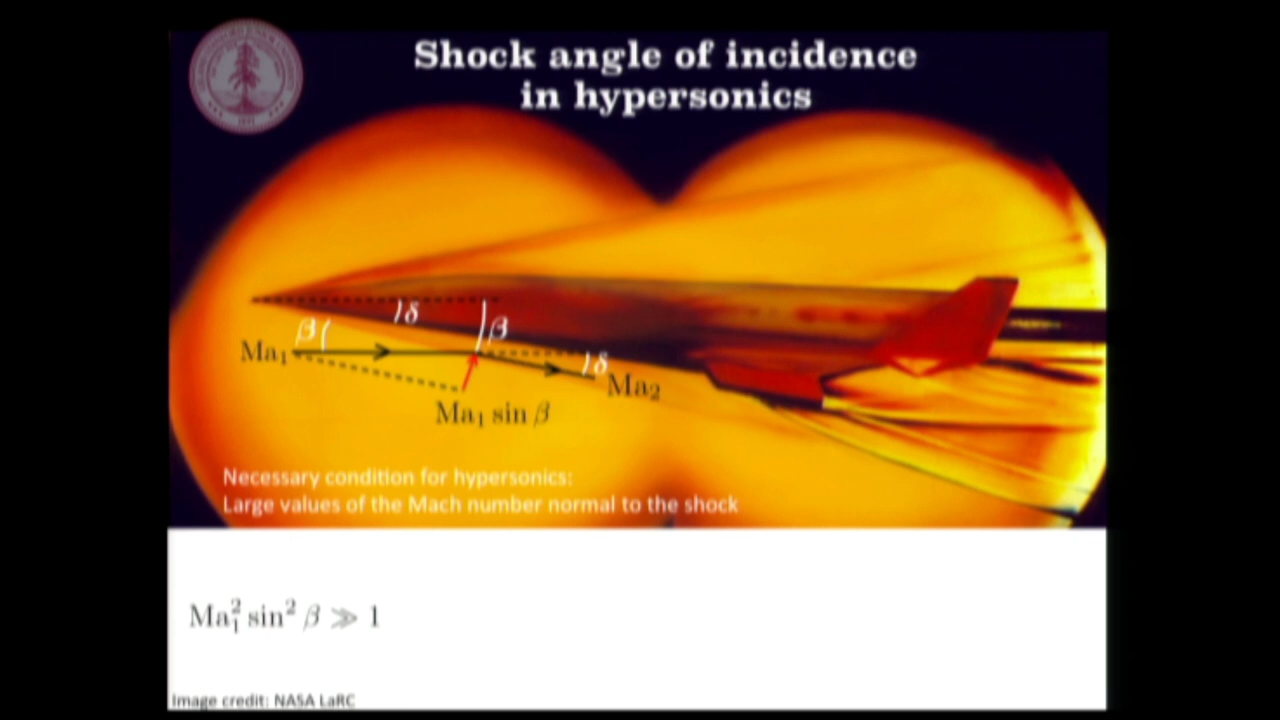 Shock angle of incidence
in hypersonics
β
δ
β
Ma₁
δ
Ma₂
Ma₁ sin β
Necessary condition for hypersonics:
Large values of the Mach number normal to the shock
Ma₁² sin² β ≫ 1
Image credit: NASA LaRC